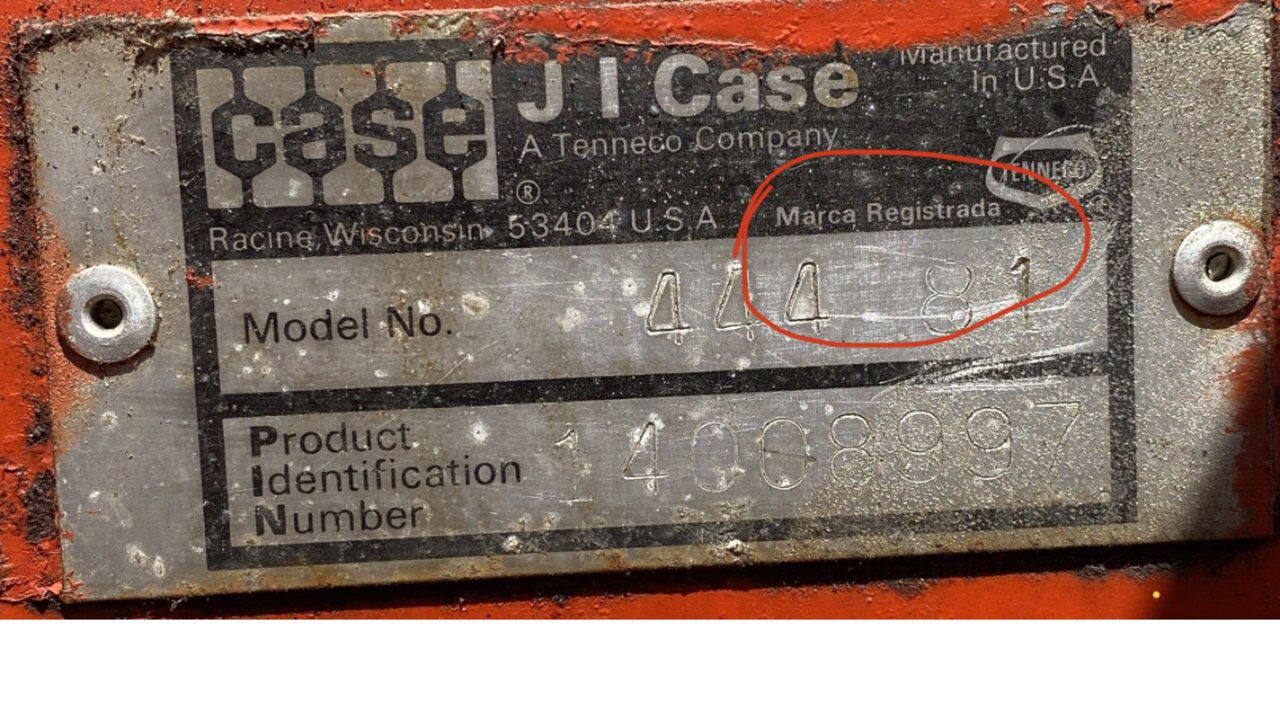 case
J I Case
Manufactured
In U.S.A
A Tenneco Company
®
TENNECO
®
Racine, Wisconsin 53404 U.S.A
Marca Registrada
Model No. 444 81
Product
Identification
Number
14008997